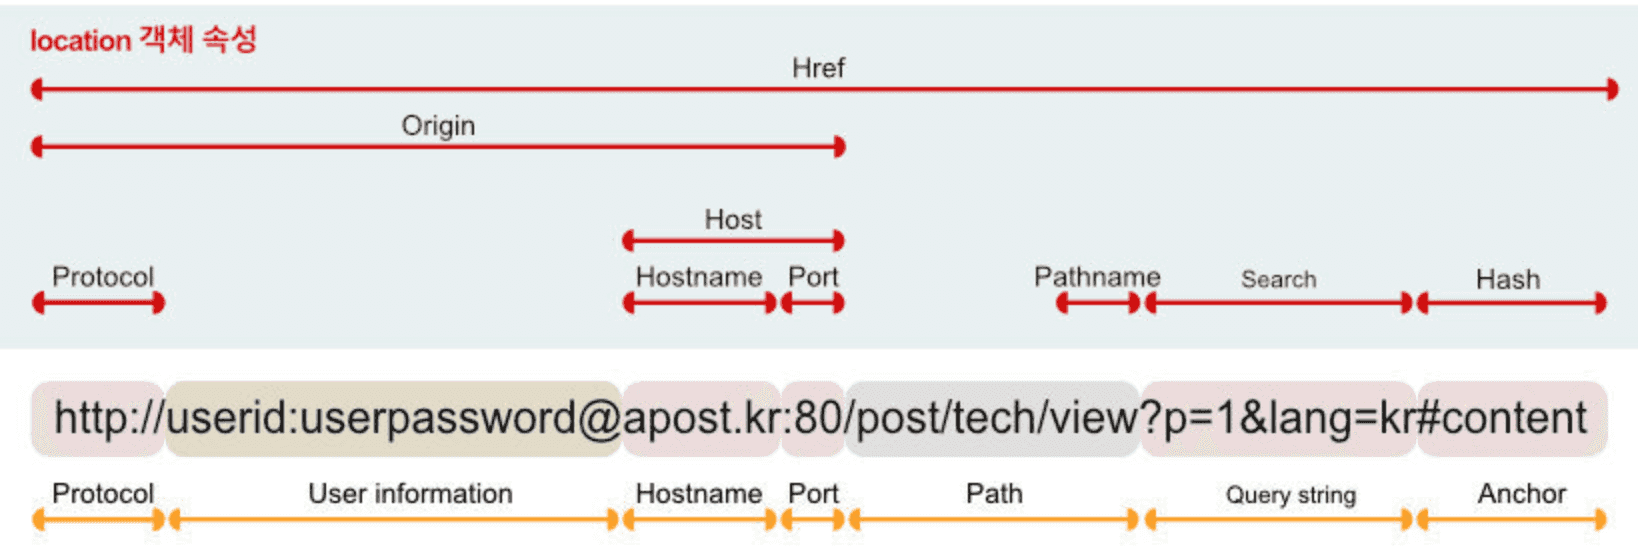 location 객체 속성
Href
Origin
Host
Protocol Hostname Port Pathname Search Hash
http://userid:userpassword@apost.kr:80/post/tech/view?p=1&lang=kr#content
Protocol User information Hostname Port Path Query string Anchor